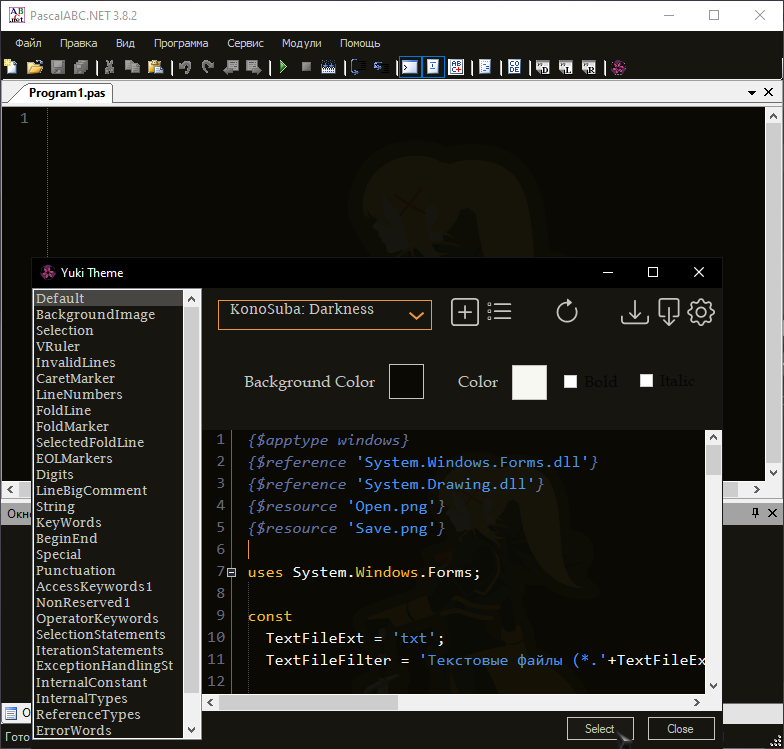 PascalABC.NET 3.8.2
Файл Правка Вид Программа Сервис Модули Помощь
Program1.pas
1
Yuki Theme
Default
BackgroundImage
Selection
VRuler
InvalidLines
CaretMarker
LineNumbers
FoldLine
FoldMarker
SelectedFoldLine
EOLMarkers
Digits
LineBigComment
String
KeyWords
BeginEnd
Special
Punctuation
AccessKeywords1
NonReserved1
OperatorKeywords
SelectionStatements
IterationStatements
ExceptionHandlingSt
InternalConstant
InternalTypes
ReferenceTypes
ErrorWords
KonoSuba: Darkness
Background Color Color Bold Italic
1 {$apptype windows}
2 {$reference 'System.Windows.Forms.dll'}
3 {$reference 'System.Drawing.dll'}
4 {$resource 'Open.png'}
5 {$resource 'Save.png'}
6
7 uses System.Windows.Forms;
8
9 const
10 TextFileExt = 'txt';
11 TextFileFilter = 'Текстовые файлы (*.'+TextFileEx
12
Select Close
Окн
О
Гото